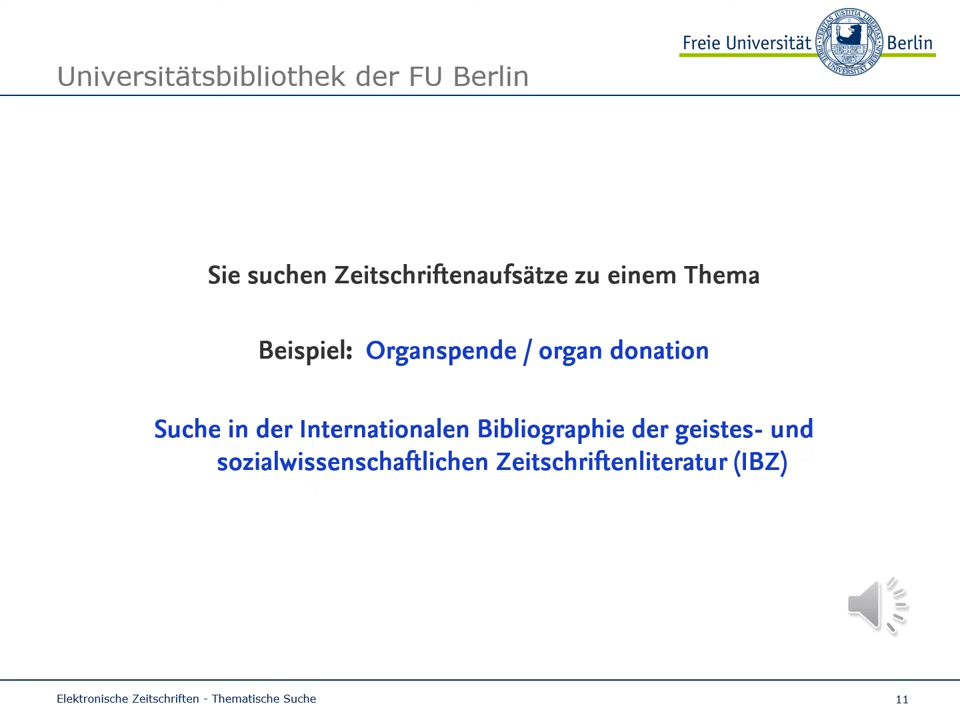 Freie Universität Berlin
Universitätsbibliothek der FU Berlin
Sie suchen Zeitschriftenaufsätze zu einem Thema
Beispiel: Organspende / organ donation
Suche in der Internationalen Bibliographie der geistes- und
sozialwissenschaftlichen Zeitschriftenliteratur (IBZ)
Elektronische Zeitschriften - Thematische Suche
11